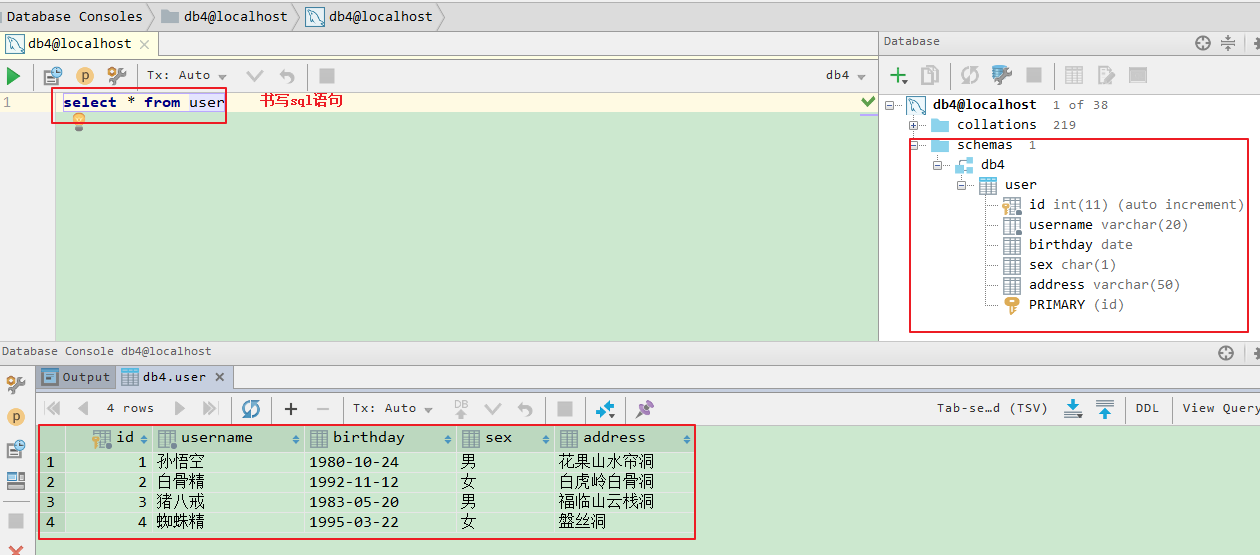 Database Consoles db4@localhost db4@localhost
db4@localhost
Database
Tx: Auto
db4
1 select * from user 书写sql语句
db4@localhost 1 of 38
collations 219
schemas 1
db4
user
id int(11) (auto increment)
username varchar(20)
birthday date
sex char(1)
address varchar(50)
PRIMARY (id)
Database Console db4@localhost
Output db4.user
4 rows Tx: Auto DB Tab-se…d (TSV) DDL View Query
id username birthday sex address
1 1 孙悟空 1980-10-24 男 花果山水帘洞
2 2 白骨精 1992-11-12 女 白虎岭白骨洞
3 3 猪八戒 1983-05-20 男 福临山云栈洞
4 4 蜘蛛精 1995-03-22 女 盤丝洞